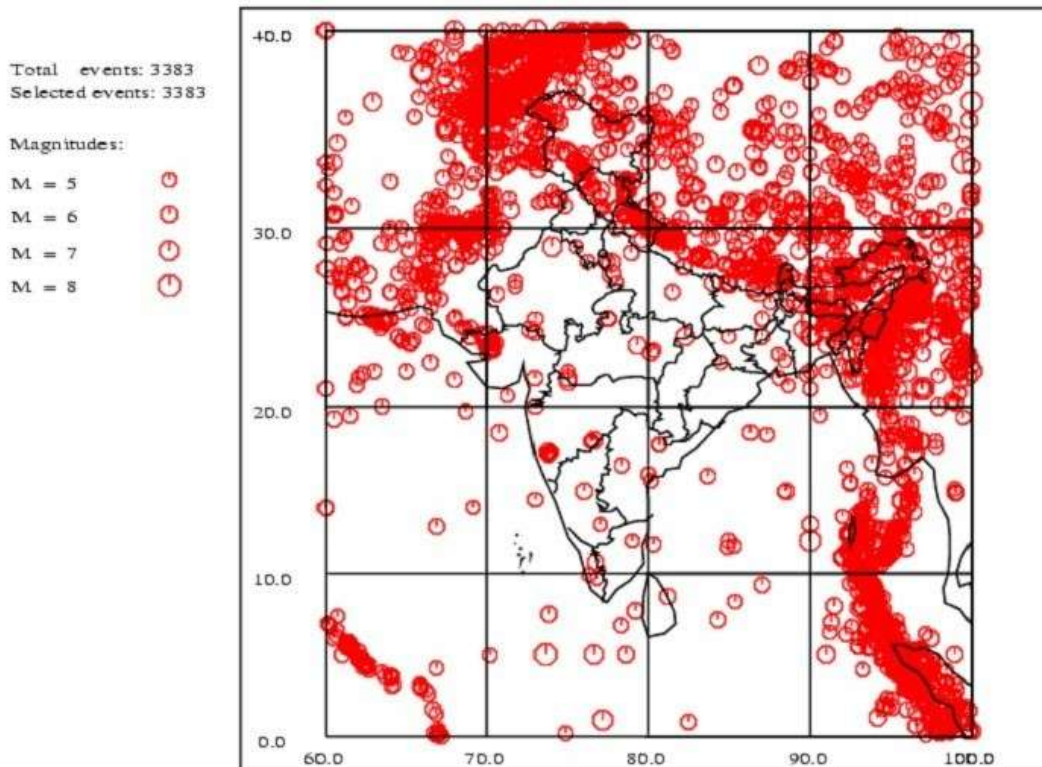 Total events: 3383
Selected events: 3383
Magnitudes:
M = 5
M = 6
M = 7
M = 8
40.0
30.0
20.0
10.0
0.0
60.0 70.0 80.0 90.0 100.0